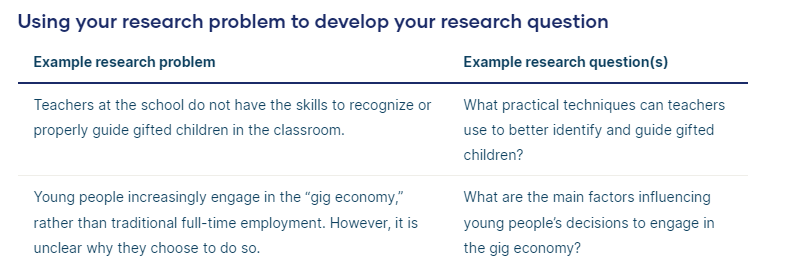 Using your research problem to develop your research question
Example research problem
Example research question(s)
Teachers at the school do not have the skills to recognize or
properly guide gifted children in the classroom.
What practical techniques can teachers
use to better identify and guide gifted
children?
Young people increasingly engage in the “gig economy,”
rather than traditional full-time employment. However, it is
unclear why they choose to do so.
What are the main factors influencing
young people’s decisions to engage in
the gig economy?